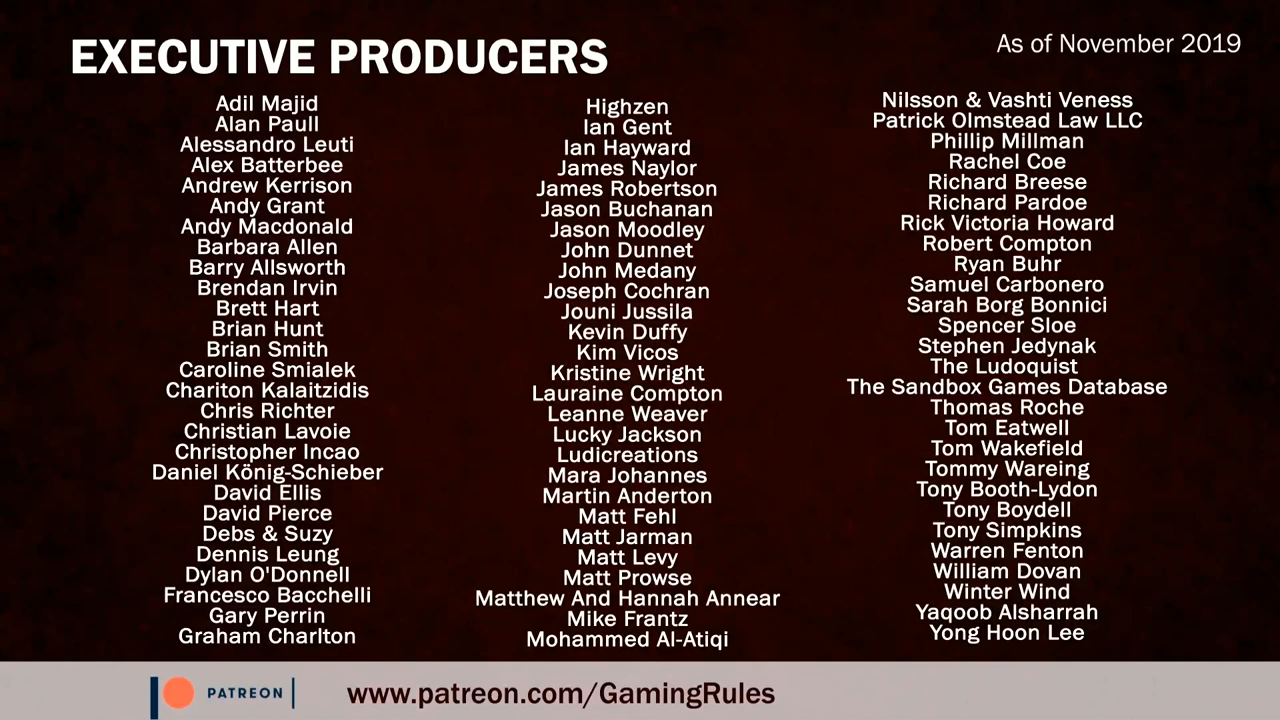 EXECUTIVE PRODUCERS
As of November 2019
Adil Majid
Alan Paull
Alessandro Leuti
Alex Batterbee
Andrew Kerrison
Andy Grant
Andy Macdonald
Barbara Allen
Barry Allsworth
Brendan Irvin
Brett Hart
Brian Hunt
Brian Smith
Caroline Smialek
Chariton Kalaitzidis
Chris Richter
Christian Lavoie
Christopher Incao
Daniel König-Schieber
David Ellis
David Pierce
Debs & Suzy
Dennis Leung
Dylan O'Donnell
Francesco Bacchelli
Gary Perrin
Graham Charlton
Highzen
Ian Gent
Ian Hayward
James Naylor
James Robertson
Jason Buchanan
Jason Moodley
John Dunnet
John Medany
Joseph Cochran
Jouni Jussila
Kevin Duffy
Kim Vicos
Kristine Wright
Lauraine Compton
Leanne Weaver
Lucky Jackson
Ludicreations
Mara Johannes
Martin Anderton
Matt Fehl
Matt Jarman
Matt Levy
Matt Prowse
Matthew And Hannah Annear
Mike Frantz
Mohammed Al-Atiqi
Nilsson & Vashti Veness
Patrick Olmstead Law LLC
Phillip Millman
Rachel Coe
Richard Breese
Richard Pardoe
Rick Victoria Howard
Robert Compton
Ryan Buhr
Samuel Carbonero
Sarah Borg Bonnici
Spencer Sloe
Stephen Jedynak
The Ludoquist
The Sandbox Games Database
Thomas Roche
Tom Eatwell
Tom Wakefield
Tommy Wareing
Tony Booth-Lydon
Tony Boydell
Tony Simpkins
Warren Fenton
William Dovan
Winter Wind
Yaqoob Alsharrah
Yong Hoon Lee
PATREON
www.patreon.com/GamingRules